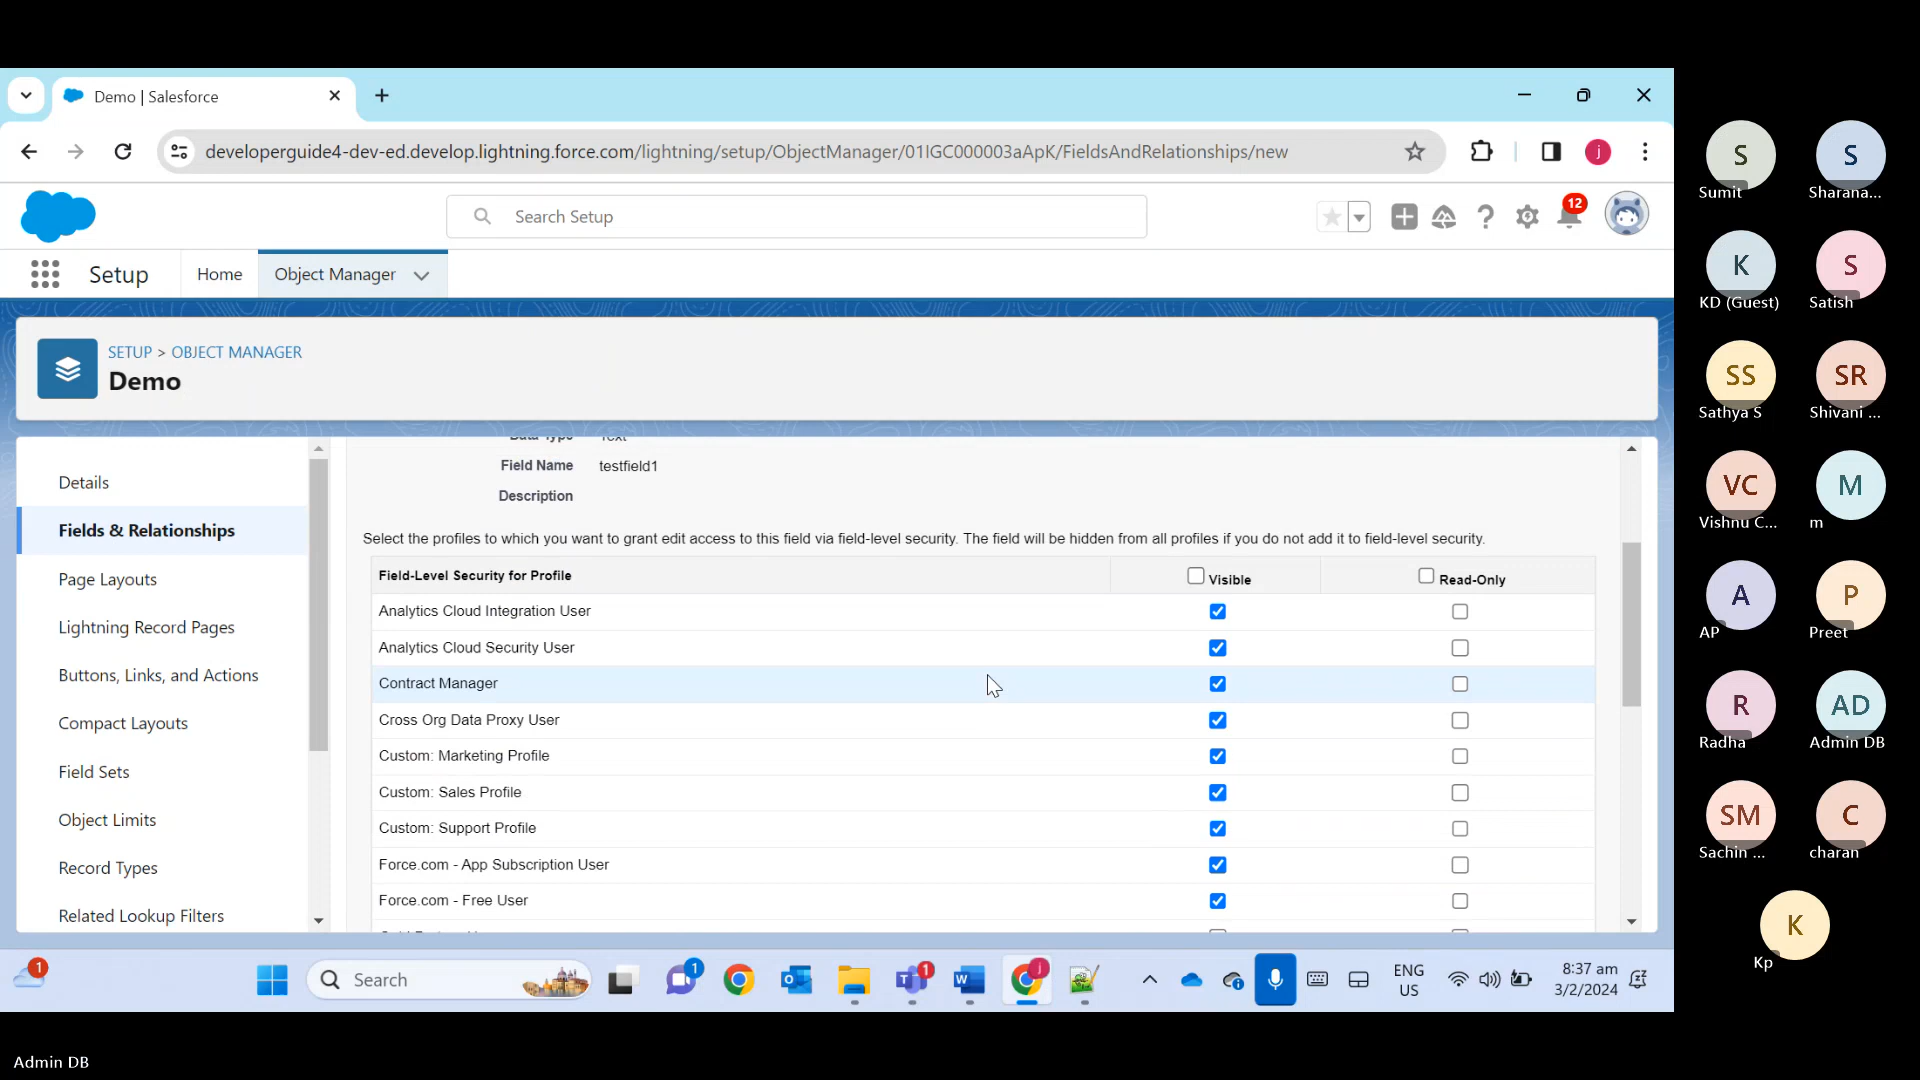 Demo | Salesforce
developerguide4-dev-ed.develop.lightning.force.com/lightning/setup/ObjectManager/01IGC000003aApK/FieldsAndRelationships/new
j
Search Setup
12
Setup
Home
Object Manager
SETUP > OBJECT MANAGER
Demo
Details
Fields & Relationships
Page Layouts
Lightning Record Pages
Buttons, Links, and Actions
Compact Layouts
Field Sets
Object Limits
Record Types
Related Lookup Filters
Data Type Text
Field Name testfield1
Description
Select the profiles to which you want to grant edit access to this field via field-level security. The field will be hidden from all profiles if you do not add it to field-level security.
Field-Level Security for Profile Visible Read-Only
Analytics Cloud Integration User
Analytics Cloud Security User
Contract Manager
Cross Org Data Proxy User
Custom: Marketing Profile
Custom: Sales Profile
Custom: Support Profile
Force.com - App Subscription User
Force.com - Free User
1
Search
1
1
j
ENG
US
8:37 am
3/2/2024
S
Sumit
S
Sharana...
K
KD (Guest)
S
Satish
SS
Sathya S
SR
Shivani ...
VC
Vishnu C...
M
m
A
AP
P
Preet
R
Radha
AD
Admin DB
SM
Sachin ...
C
charan
K
Kp
Admin DB